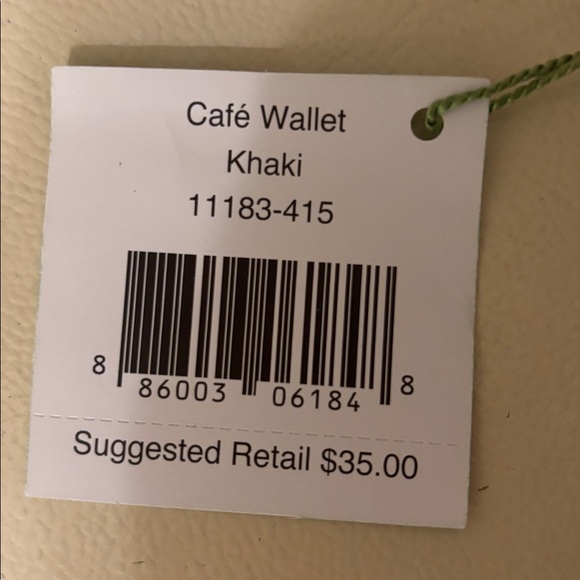 Café Wallet
Khaki
11183-415
8 86003 06184 8
Suggested Retail $35.00